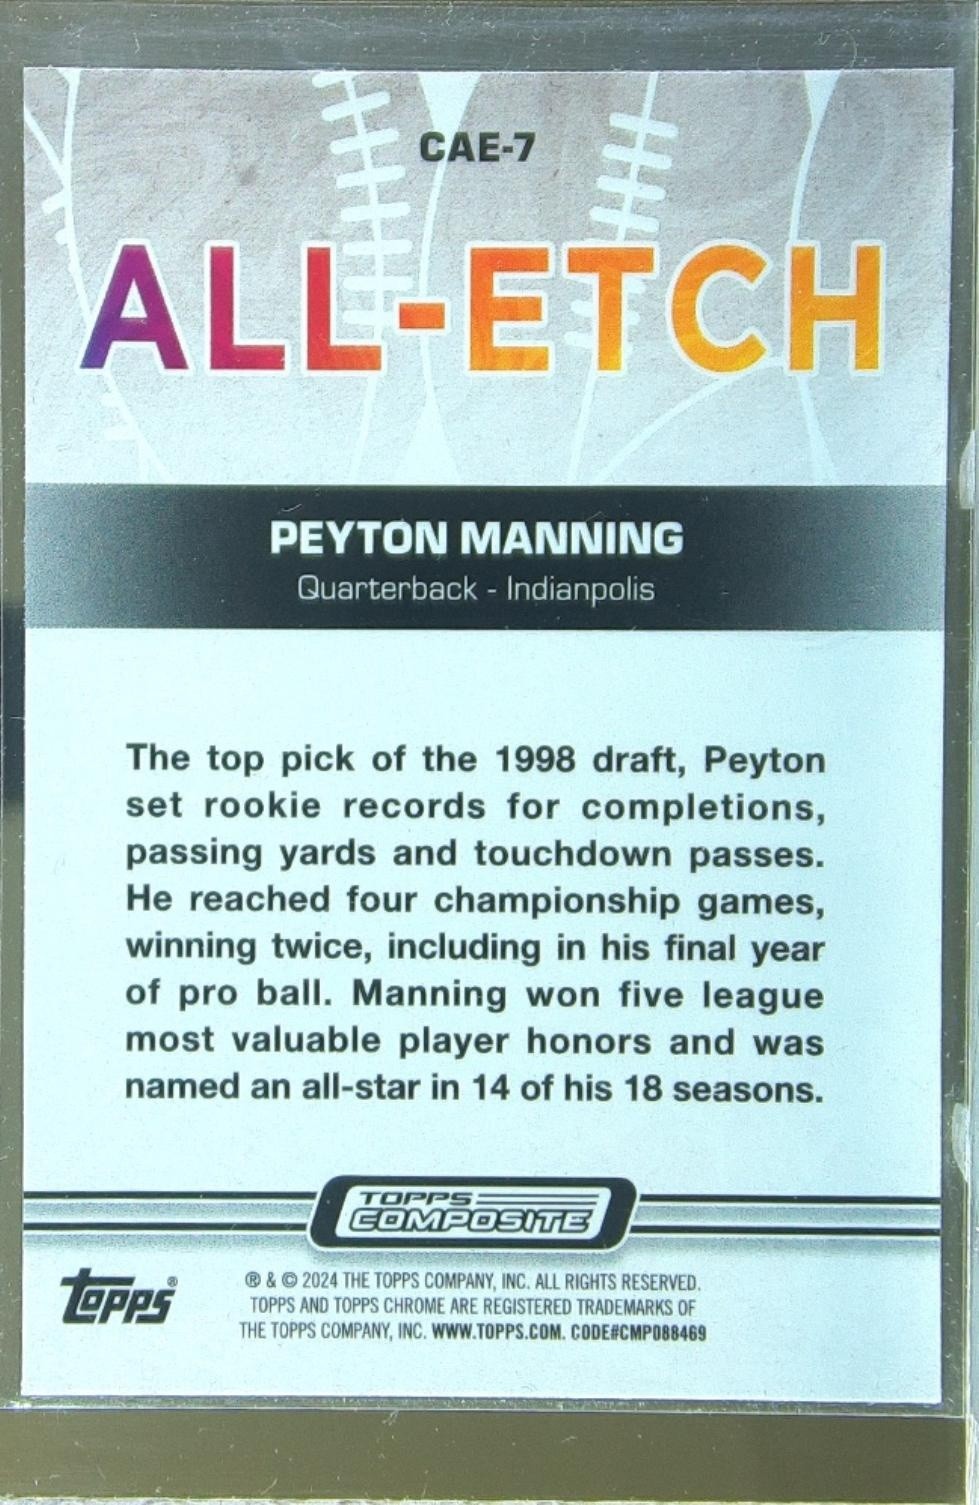 CAE-7
ALL-ETCH
PEYTON MANNING
Quarterback - Indianpolis
The top pick of the 1998 draft, Peyton
set rookie records for completions,
passing yards and touchdown passes.
He reached four championship games,
winning twice, including in his final year
of pro ball. Manning won five league
most valuable player honors and was
named an all-star in 14 of his 18 seasons.
TOPPS
COMPOSITE
Topps®
® & © 2024 THE TOPPS COMPANY, INC. ALL RIGHTS RESERVED.
TOPPS AND TOPPS CHROME ARE REGISTERED TRADEMARKS OF
THE TOPPS COMPANY, INC. WWW.TOPPS.COM. CODE#CMP088469